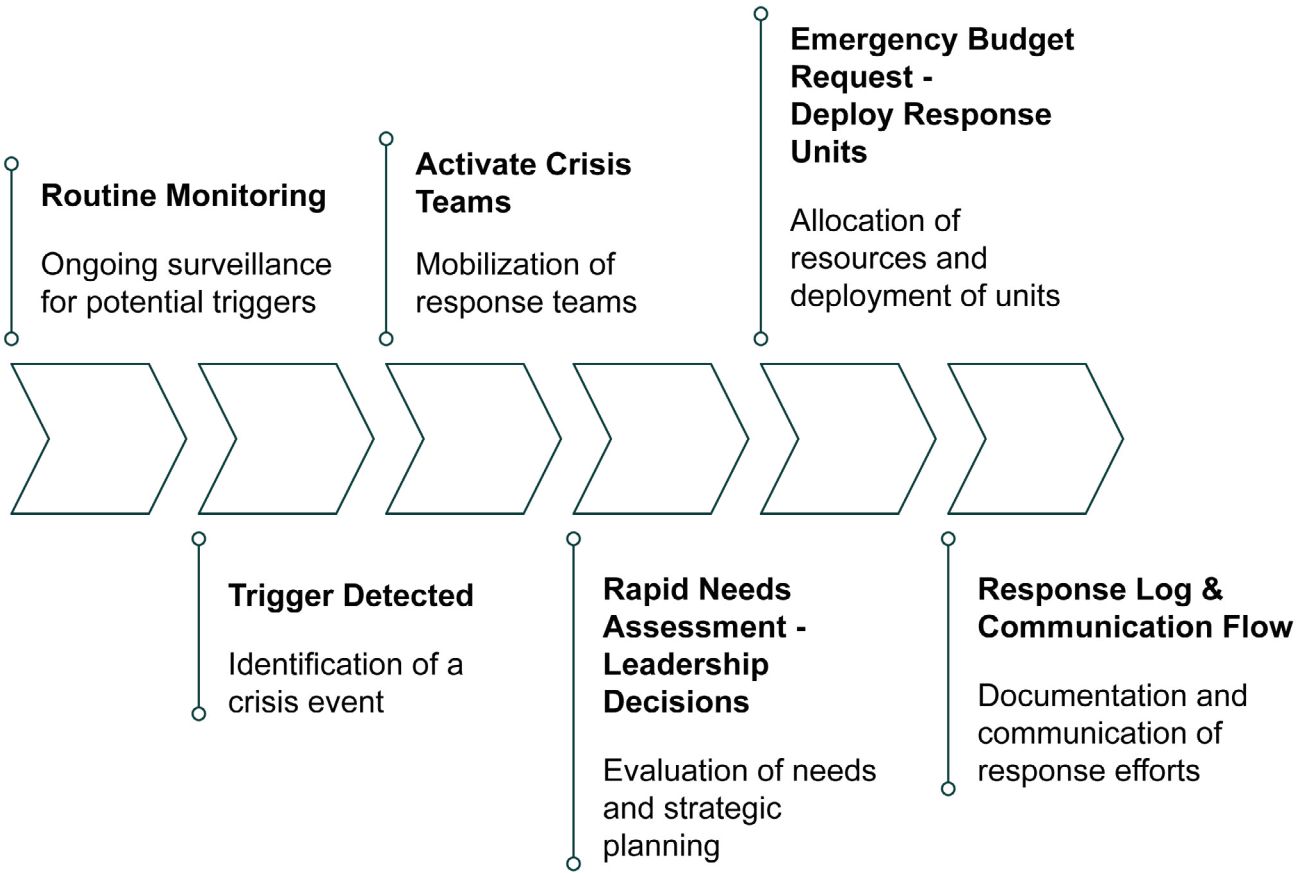 Routine Monitoring
Ongoing surveillance
for potential triggers
Trigger Detected
Identification of a
crisis event
Activate Crisis
Teams
Mobilization of
response teams
Rapid Needs
Assessment -
Leadership
Decisions
Evaluation of needs
and strategic
planning
Emergency Budget
Request -
Deploy Response
Units
Allocation of
resources and
deployment of units
Response Log &
Communication Flow
Documentation and
communication of
response efforts